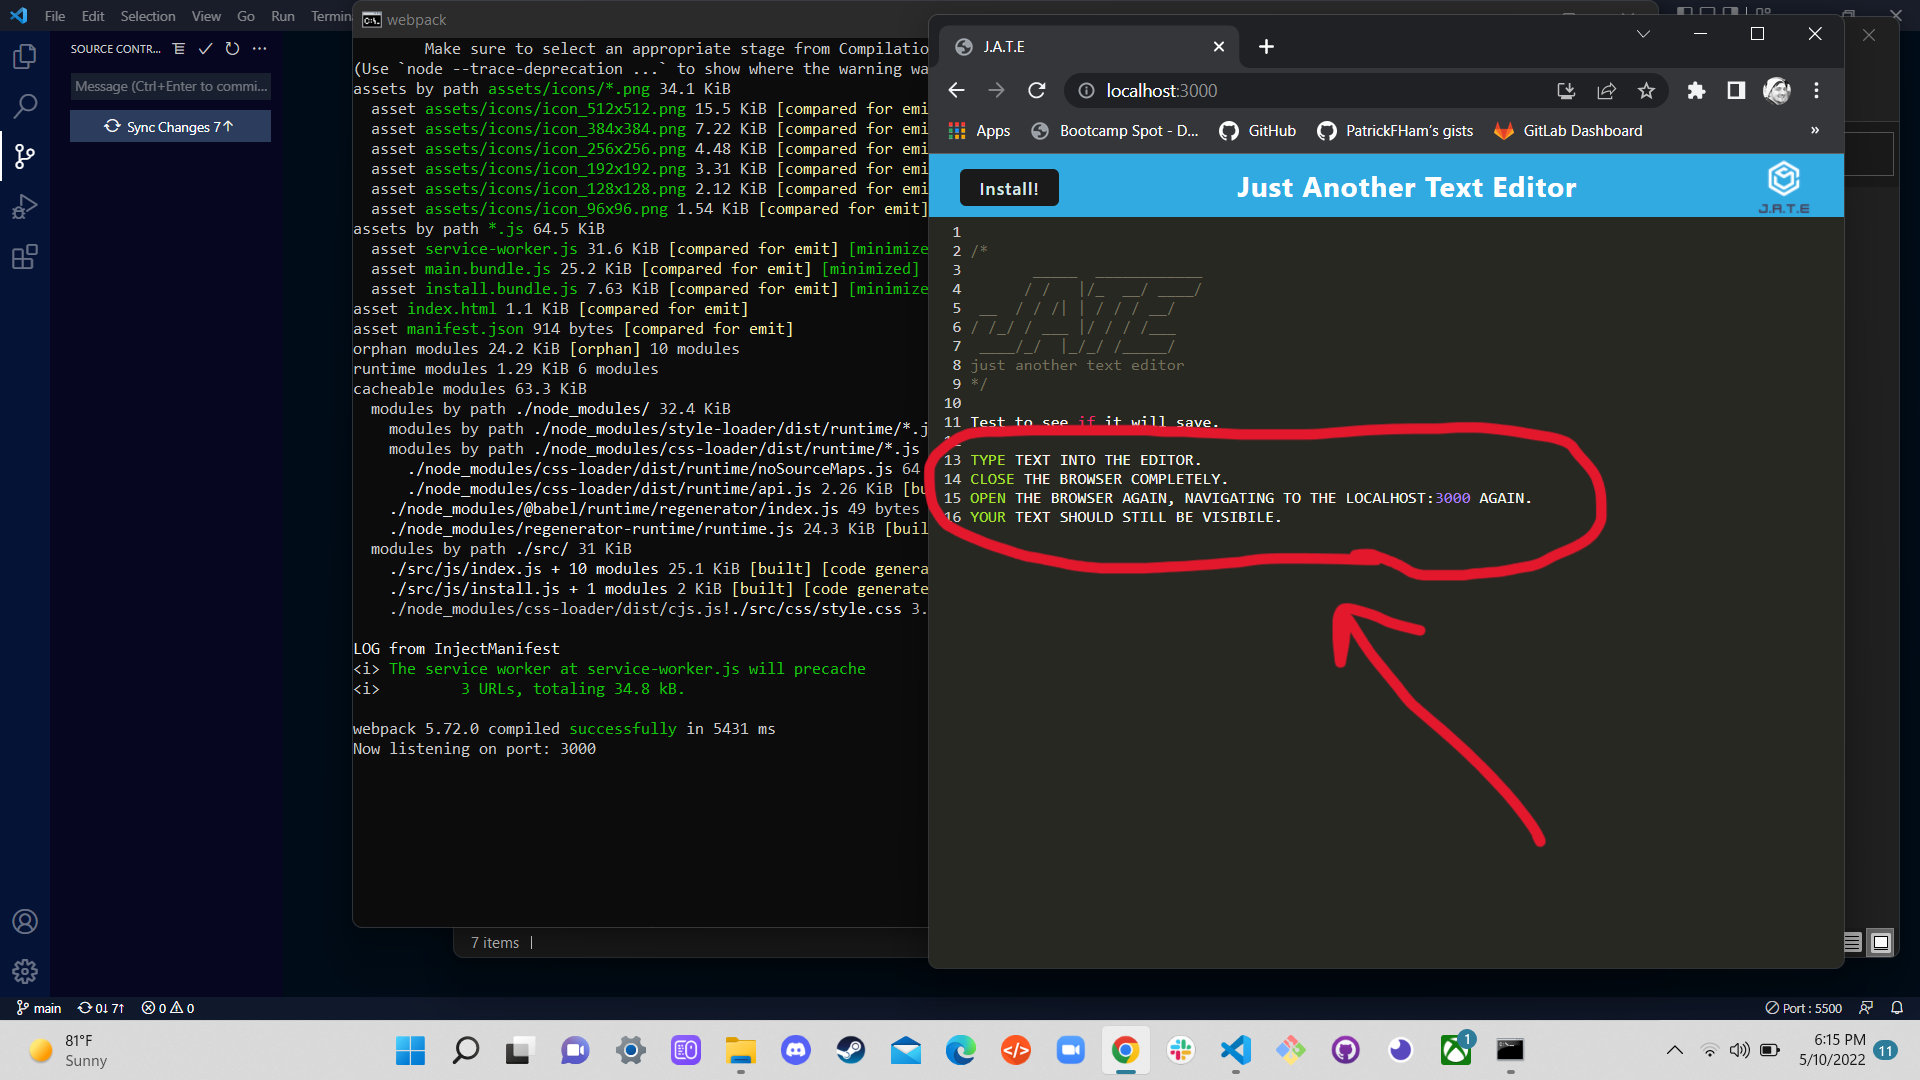 File Edit Selection View Go Run Termin
SOURCE CONTR...
Message (Ctrl+Enter to commi...
Sync Changes 7↑
webpack
Make sure to select an appropriate stage from Compilatio
(Use `node --trace-deprecation ...` to show where the warning wa
assets by path assets/icons/*.png 34.1 KiB
asset assets/icons/icon_512x512.png 15.5 KiB [compared for emi
asset assets/icons/icon_384x384.png 7.22 KiB [compared for emi
asset assets/icons/icon_256x256.png 4.48 KiB [compared for emi
asset assets/icons/icon_192x192.png 3.31 KiB [compared for emi
asset assets/icons/icon_128x128.png 2.12 KiB [compared for emi
asset assets/icons/icon_96x96.png 1.54 KiB [compared for emit]
assets by path *.js 64.5 KiB
asset service-worker.js 31.6 KiB [compared for emit] [minimize
asset main.bundle.js 25.2 KiB [compared for emit] [minimized]
asset install.bundle.js 7.63 KiB [compared for emit] [minimize
asset index.html 1.1 KiB [compared for emit]
asset manifest.json 914 bytes [compared for emit]
orphan modules 24.2 KiB [orphan] 10 modules
runtime modules 1.29 KiB 6 modules
cacheable modules 63.3 KiB
modules by path ./node_modules/ 32.4 KiB
modules by path ./node_modules/style-loader/dist/runtime/*.j
modules by path ./node_modules/css-loader/dist/runtime/*.js
./node_modules/css-loader/dist/runtime/noSourceMaps.js 64
./node_modules/css-loader/dist/runtime/api.js 2.26 KiB [bu
./node_modules/@babel/runtime/regenerator/index.js 49 bytes
./node_modules/regenerator-runtime/runtime.js 24.3 KiB [buil
modules by path ./src/ 31 KiB
./src/js/index.js + 10 modules 25.1 KiB [built] [code genera
./src/js/install.js + 1 modules 2 KiB [built] [code generate
./node_modules/css-loader/dist/cjs.js!./src/css/style.css 3.
LOG from InjectManifest
<i> The service worker at service-worker.js will precache
<i> 3 URLs, totaling 34.8 kB.
webpack 5.72.0 compiled successfully in 5431 ms
Now listening on port: 3000
7 items
J.A.T.E
localhost:3000
Apps Bootcamp Spot - D... GitHub PatrickFHam's gists GitLab Dashboard »
Install! Just Another Text Editor J.A.T.E
1
2 /*
3 _____ ____________
4 / / |/_ __/ ____/
5 __ / / /| | / / / __/
6 / /_/ / ___ |/ / / /___
7 ____/_/ |_/_/ /_____/
8 just another text editor
9 */
10
11 Test to see if it will save.
13 TYPE TEXT INTO THE EDITOR.
14 CLOSE THE BROWSER COMPLETELY.
15 OPEN THE BROWSER AGAIN, NAVIGATING TO THE LOCALHOST:3000 AGAIN.
16 YOUR TEXT SHOULD STILL BE VISIBILE.
main 0↓ 7↑ 0 0
Port : 5500
81°F
Sunny
1
6:15 PM
5/10/2022
11